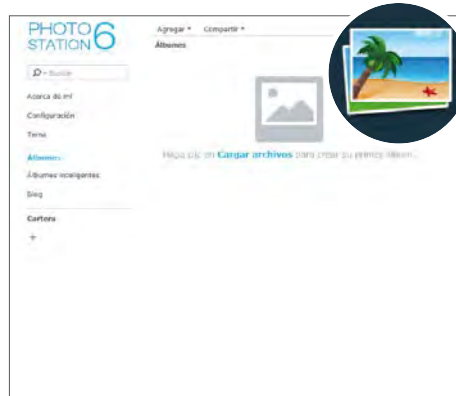 PHOTO
STATION 6
Buscar
Acerca de mí
Configuración
Tema
Álbumes
Álbumes inteligentes
Blog
Cartera
+
Agregar Compartir
Álbumes
Haga clic en Cargar archivos para crear su primer álbum...